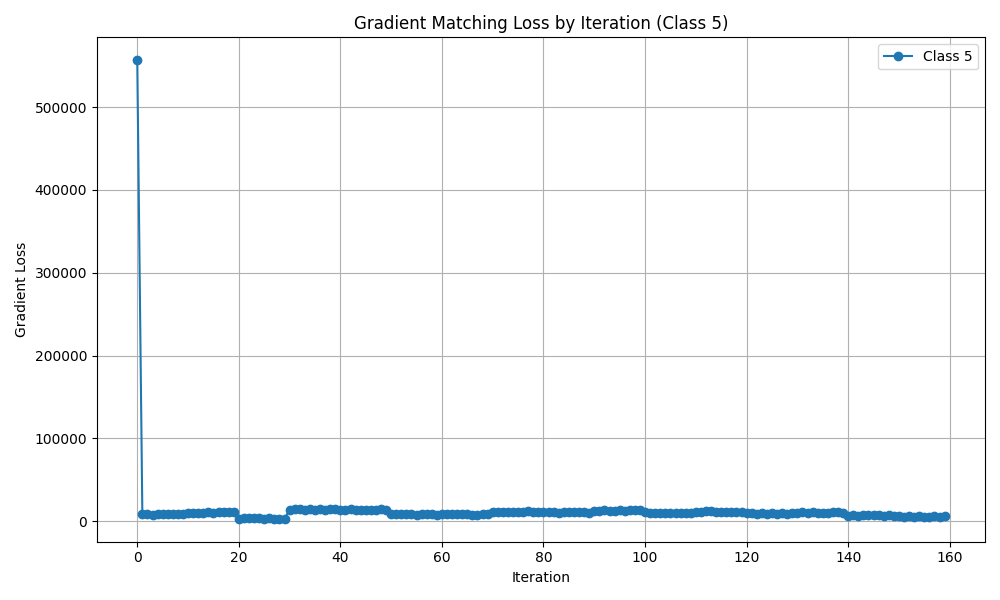 Gradient Matching Loss by Iteration (Class 5)
Class 5
Gradient Loss
500000
400000
300000
200000
100000
0
0 20 40 60 80 100 120 140 160
Iteration